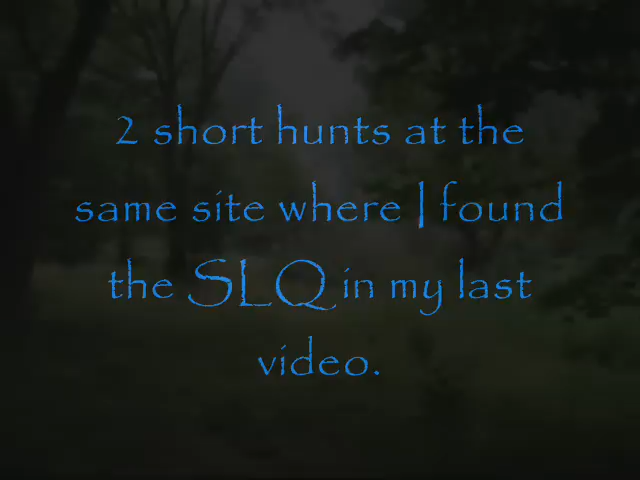 2 short hunts at the
same site where I found
the SLQ in my last
video.